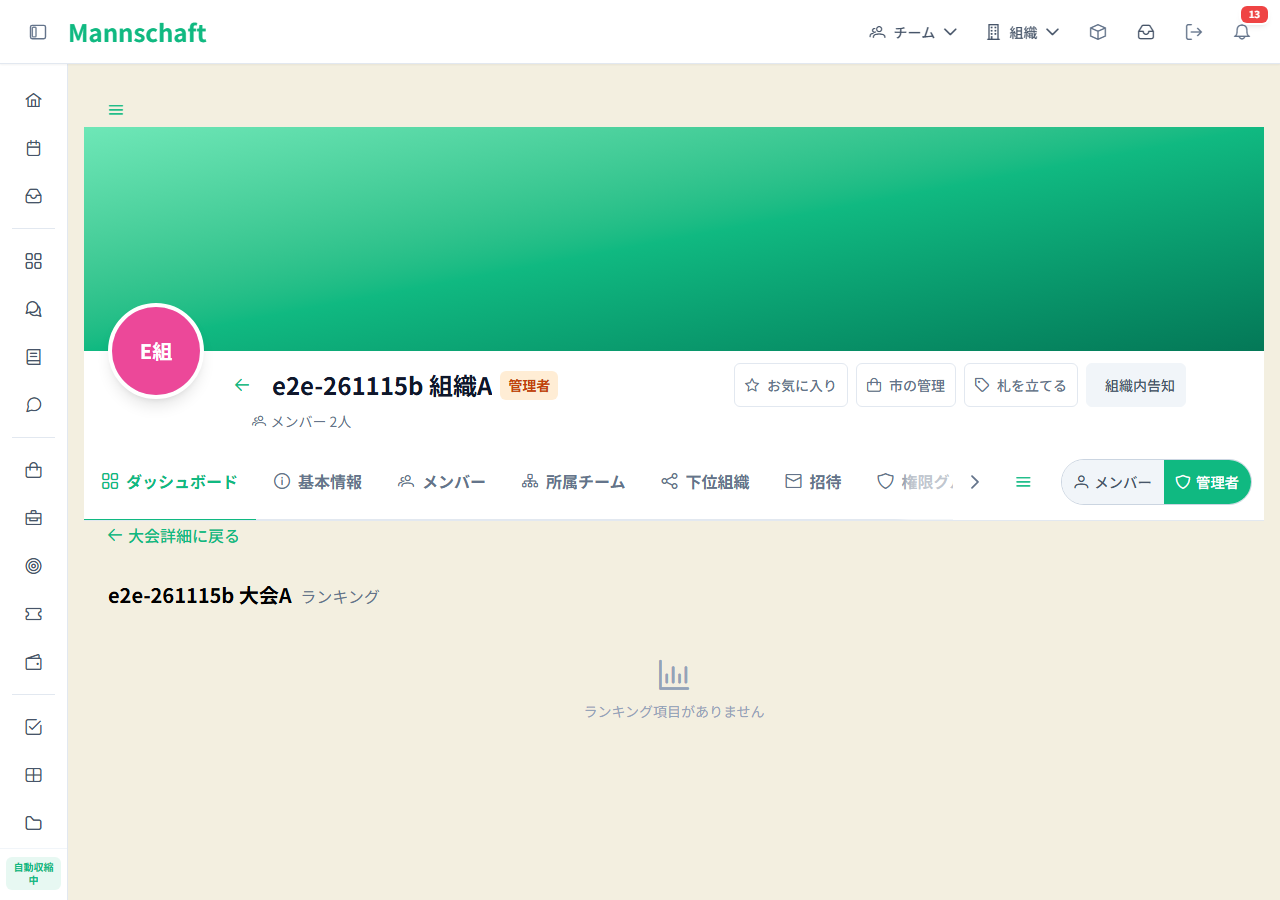 Mannschaft
チーム
組織
13
E組
e2e-261115b 組織A
管理者
メンバー 2人
お気に入り
市の管理
札を立てる
組織内告知
ダッシュボード
基本情報
メンバー
所属チーム
下位組織
招待
権限グ
メンバー
管理者
大会詳細に戻る
e2e-261115b 大会A ランキング
ランキング項目がありません
自動収縮
中